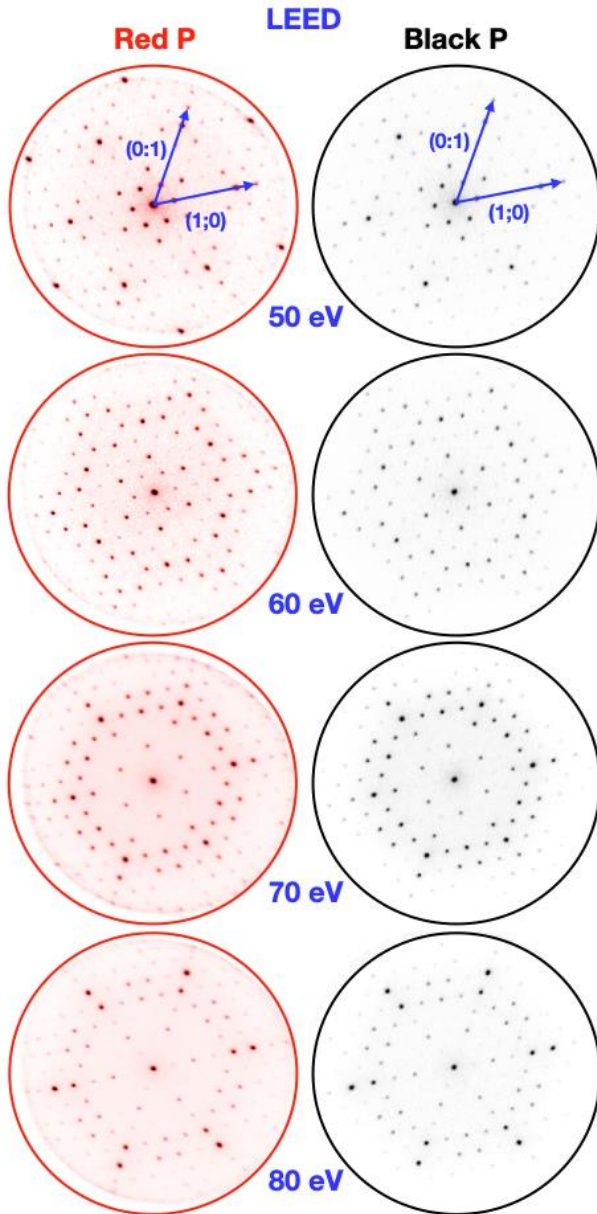 LEED
Red P
Black P
(0:1)
(1;0)
(0:1)
(1;0)
50 eV
60 eV
70 eV
80 eV